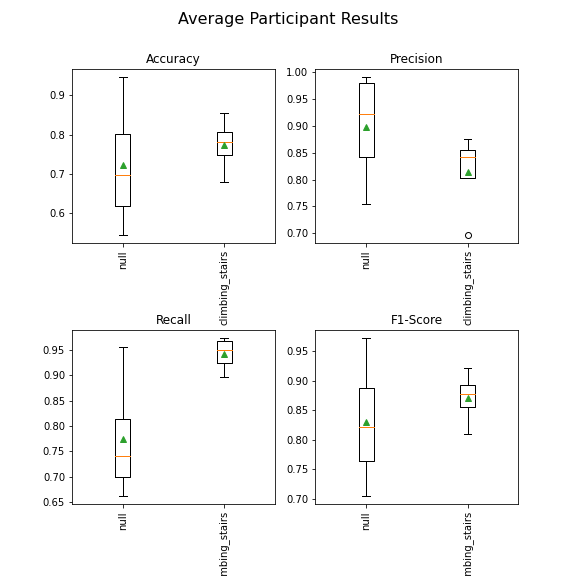 Average Participant Results
Accuracy
0.9
0.8
0.7
0.6
null
climbing_stairs
Precision
1.00
0.95
0.90
0.85
0.80
0.75
0.70
null
climbing_stairs
Recall
0.95
0.90
0.85
0.80
0.75
0.70
0.65
null
mbing_stairs
F1-Score
0.95
0.90
0.85
0.80
0.75
0.70
null
mbing_stairs